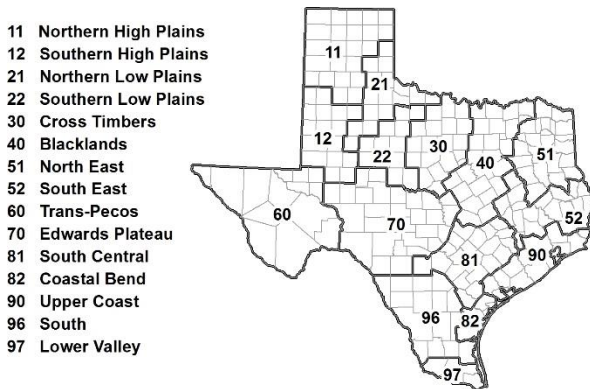 11 Northern High Plains
12 Southern High Plains
21 Northern Low Plains
22 Southern Low Plains
30 Cross Timbers
40 Blacklands
51 North East
52 South East
60 Trans-Pecos
70 Edwards Plateau
81 South Central
82 Coastal Bend
90 Upper Coast
96 South
97 Lower Valley
11
21
12
22
30
40
51
60
70
52
81
90
96
82
97